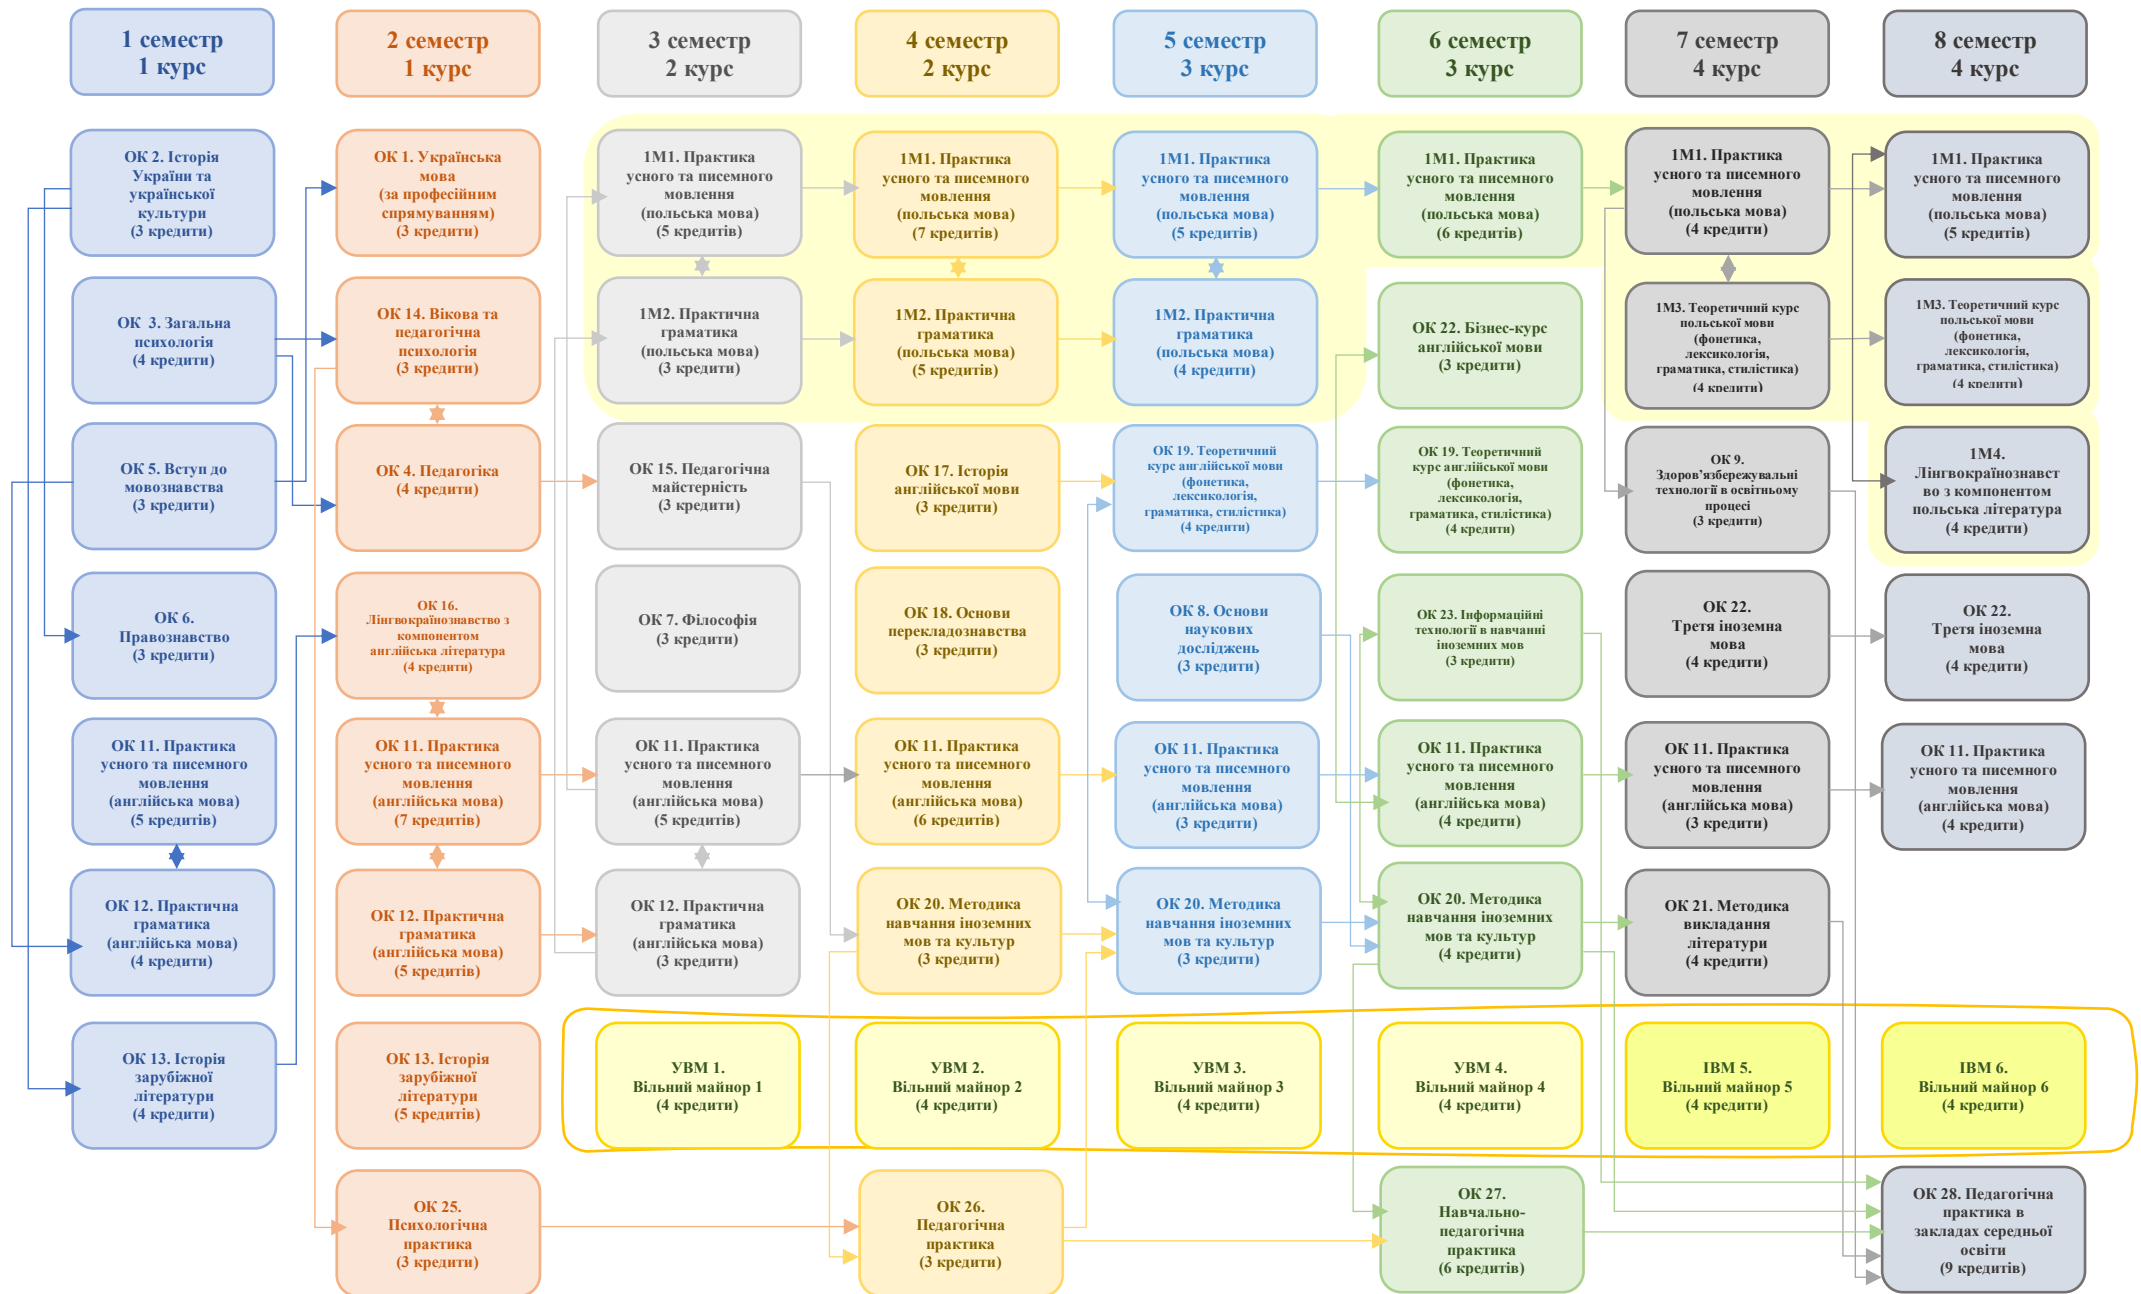 1 семестр
1 курс
2 семестр
1 курс
3 семестр
2 курс
4 семестр
2 курс
5 семестр
3 курс
6 семестр
3 курс
7 семестр
4 курс
8 семестр
4 курс
ОК 2. Історія
України та
української
культури
(3 кредити)
ОК 1. Українська
мова
(за професійним
спрямуванням)
(3 кредити)
1М1. Практика
усного та писемного
мовлення
(польська мова)
(5 кредитів)
1М1. Практика
усного та писемного
мовлення
(польська мова)
(7 кредитів)
1М1. Практика
усного та писемного
мовлення
(польська мова)
(5 кредитів)
1М1. Практика
усного та писемного
мовлення
(польська мова)
(6 кредитів)
1М1. Практика
усного та писемного
мовлення
(польська мова)
(4 кредити)
1М1. Практика
усного та писемного
мовлення
(польська мова)
(5 кредитів)
ОК  3. Загальна
психологія
(4 кредити)
ОК 14. Вікова та
педагогічна
психологія
(3 кредити)
1М2. Практична
граматика
(польська мова)
(3 кредити)
1М2. Практична
граматика
(польська мова)
(5 кредитів)
1М2. Практична
граматика
(польська мова)
(4 кредити)
ОК 22. Бізнес-курс
англійської мови
(3 кредити)
1М3. Теоретичний курс
польської мови
(фонетика,
лексикологія,
граматика, стилістика)
(4 кредити)
1М3. Теоретичний курс
польської мови
(фонетика,
лексикологія,
граматика, стилістика)
(4 кредити)
ОК 5. Вступ до
мовознавства
(3 кредити)
ОК 4. Педагогіка
(4 кредити)
ОК 15. Педагогічна
майстерність
(3 кредити)
ОК 17. Історія
англійської мови
(3 кредити)
ОК 19. Теоретичний
курс англійської мови
(фонетика,
лексикологія,
граматика, стилістика)
(4 кредити)
ОК 19. Теоретичний
курс англійської мови
(фонетика,
лексикологія,
граматика, стилістика)
(4 кредити)
ОК 9.
Здоров’язбережувальні
технології в освітньому
процесі
(3 кредити)
1М4.
Лінгвокраїнознавст
во з компонентом
польська література
(4 кредити)
ОК 6.
Правознавство
(3 кредити)
ОК 16.
Лінгвокраїнознавство з
компонентом
англійська література
(4 кредити)
ОК 7. Філософія
(3 кредити)
ОК 18. Основи
перекладознавства
(3 кредити)
ОК 8. Основи
наукових
досліджень
(3 кредити)
ОК 23. Інформаційні
технології в навчанні
іноземних мов
(3 кредити)
ОК 22.
Третя іноземна
мова
(4 кредити)
ОК 22.
Третя іноземна
мова
(4 кредити)
ОК 11. Практика
усного та писемного
мовлення
(англійська мова)
(5 кредитів)
ОК 11. Практика
усного та писемного
мовлення
(англійська мова)
(7 кредитів)
ОК 11. Практика
усного та писемного
мовлення
(англійська мова)
(5 кредитів)
ОК 11. Практика
усного та писемного
мовлення
(англійська мова)
(6 кредитів)
ОК 11. Практика
усного та писемного
мовлення
(англійська мова)
(3 кредити)
ОК 11. Практика
усного та писемного
мовлення
(англійська мова)
(4 кредити)
ОК 11. Практика
усного та писемного
мовлення
(англійська мова)
(3 кредити)
ОК 11. Практика
усного та писемного
мовлення
(англійська мова)
(4 кредити)
ОК 12. Практична
граматика
(англійська мова)
(4 кредити)
ОК 12. Практична
граматика
(англійська мова)
(5 кредитів)
ОК 12. Практична
граматика
(англійська мова)
(3 кредити)
ОК 20. Методика
навчання іноземних
мов та культур
(3 кредити)
ОК 20. Методика
навчання іноземних
мов та культур
(3 кредити)
ОК 20. Методика
навчання іноземних
мов та культур
(4 кредити)
ОК 21. Методика
викладання
літератури
(4 кредити)
ОК 13. Історія
зарубіжної
літератури
(4 кредити)
ОК 13. Історія
зарубіжної
літератури
(5 кредитів)
УВМ 1.
Вільний майнор 1
(4 кредити)
УВМ 2.
Вільний майнор 2
(4 кредити)
УВМ 3.
Вільний майнор 3
(4 кредити)
УВМ 4.
Вільний майнор 4
(4 кредити)
ІВМ 5.
Вільний майнор 5
(4 кредити)
ІВМ 6.
Вільний майнор 6
(4 кредити)
ОК 25.
Психологічна
практика
(3 кредити)
ОК 26.
Педагогічна
практика
(3 кредити)
ОК 27.
Навчально-
педагогічна
практика
(6 кредитів)
ОК 28. Педагогічна
практика в
закладах середньої
освіти
(9 кредитів)